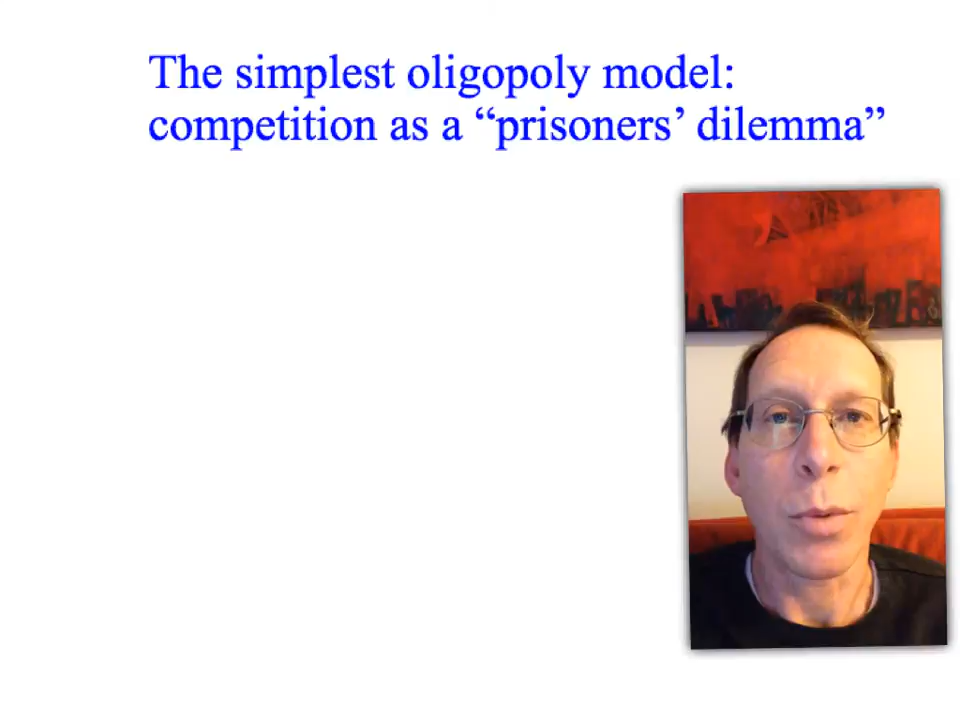 The simplest oligopoly model:
competition as a “prisoners’ dilemma”